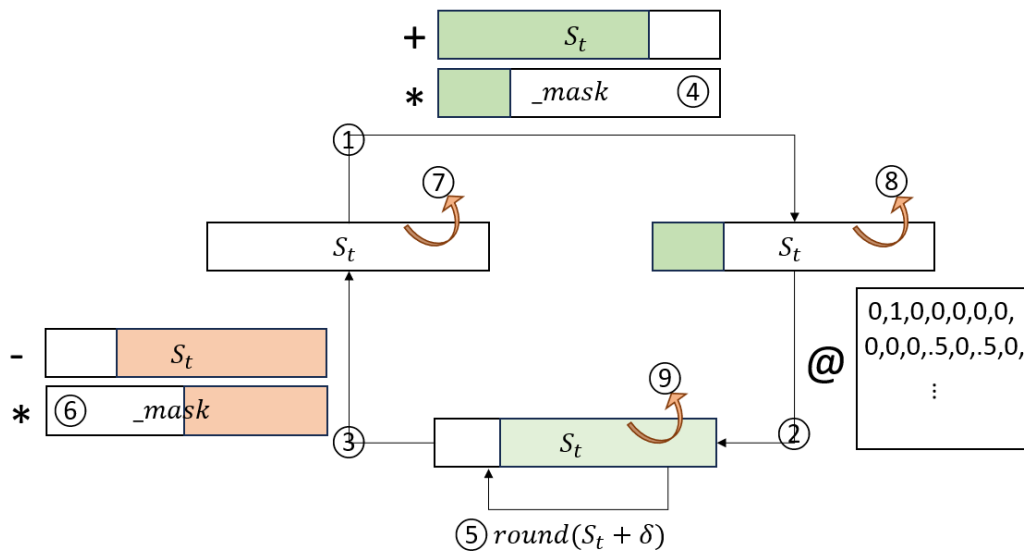 + S_t
* _mask ④
①
⑦
⑧
S_t
S_t
0,1,0,0,0,0,0,
0,0,0,.5,0,.5,0,
⋮
@
- S_t
* ⑥ _mask
⑨
③
S_t
②
⑤ round(S_t + δ)